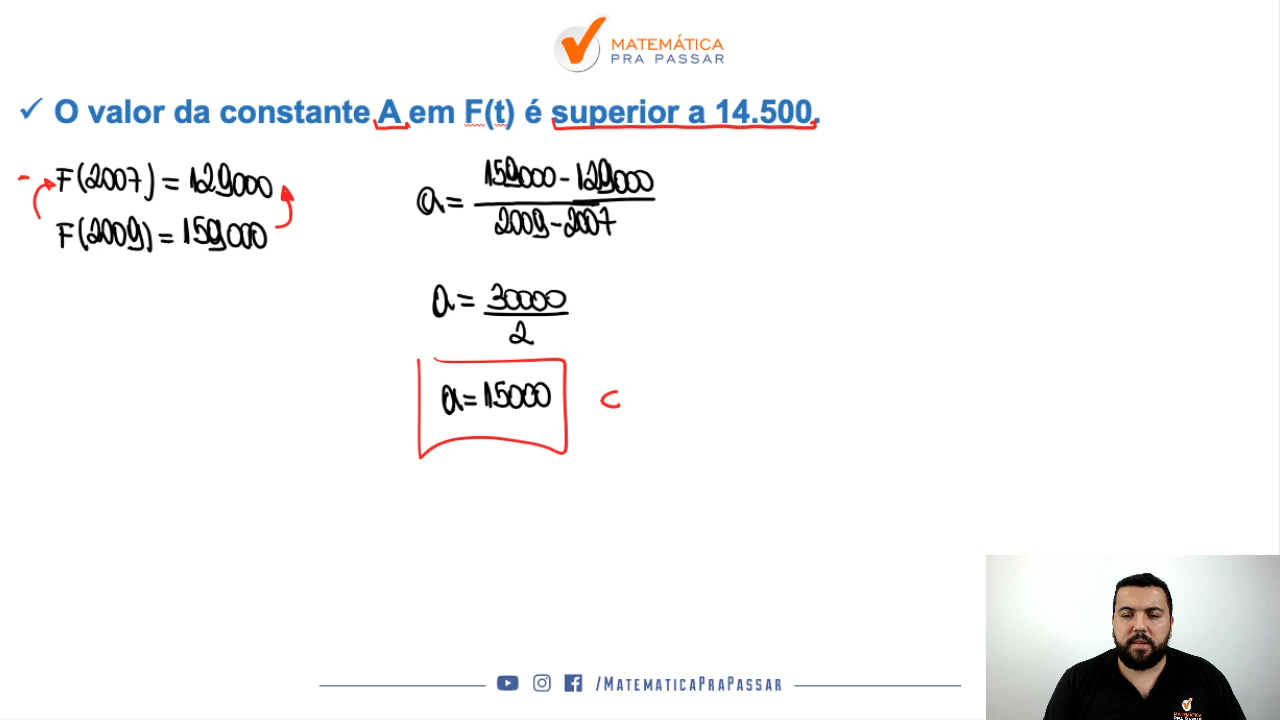 MATEMÁTICA
PRA PASSAR
✓ O valor da constante A em F(t) é superior a 14.500.
- F(2007) = 129000
F(2009) = 159000
a = 159000 - 129000 / 2009 - 2007
a = 30000 / 2
a = 15000 C
/MATEMATICAPRAPASSAR